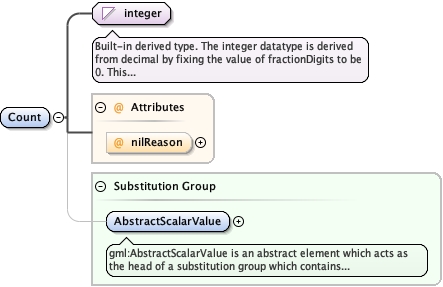 integer
Built-in derived type. The integer datatype is derived
from decimal by fixing the value of fractionDigits to be
0. This...
Count
@ Attributes
@ nilReason
Substitution Group
AbstractScalarValue
gml:AbstractScalarValue is an abstract element which acts as
the head of a substitution group which contains...